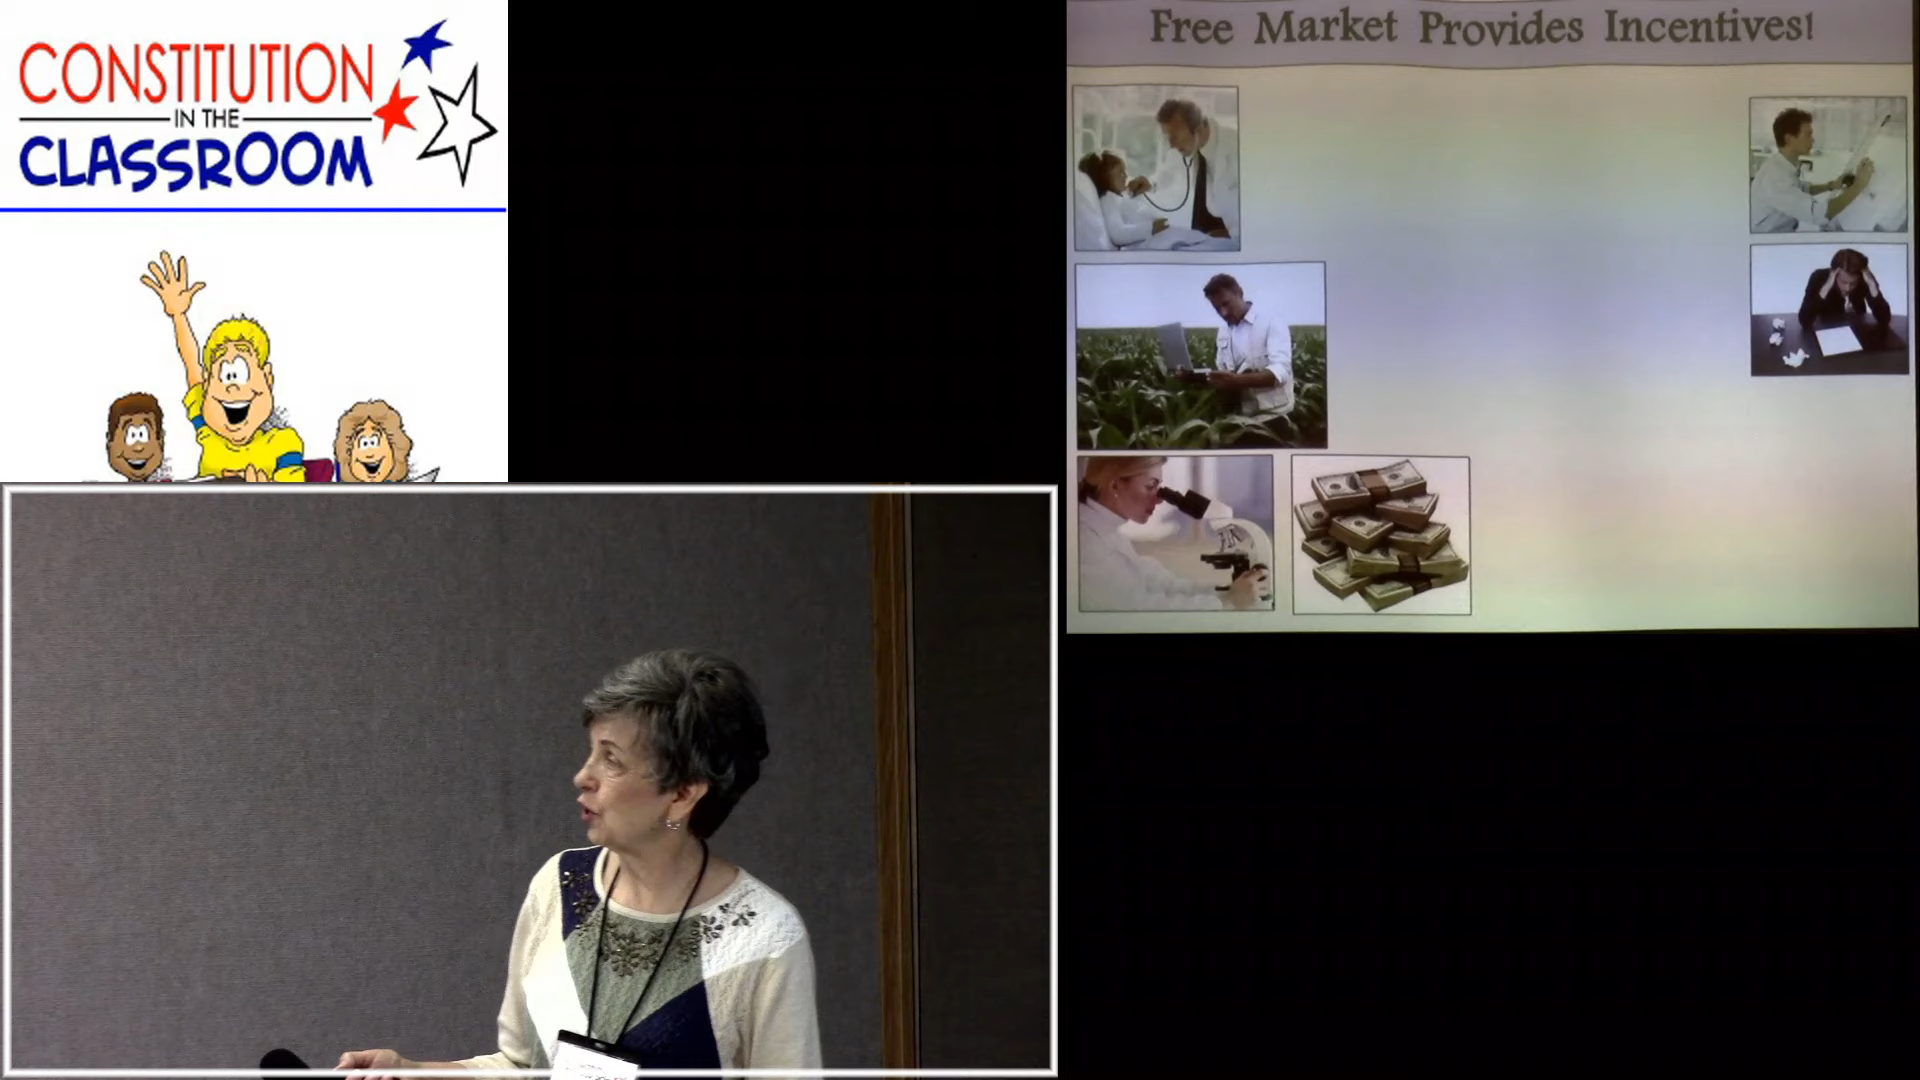 CONSTITUTION
IN THE
CLASSROOM
Free Market Provides Incentives!